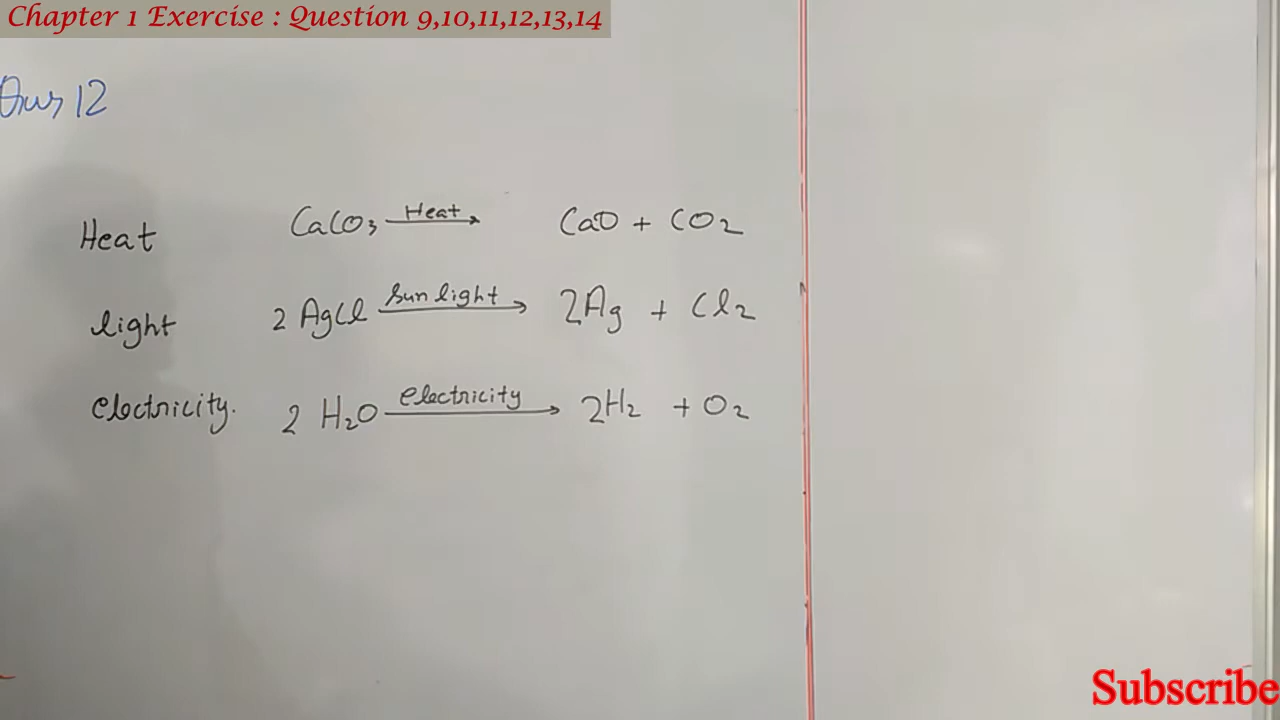 Chapter 1 Exercise : Question 9,10,11,12,13,14
Ans 12
Heat CaCO3 Heat → CaO + CO2
light 2 AgCl Sun light → 2Ag + Cl2
electricity. 2 H2O electricity → 2H2 + O2
Subscribe